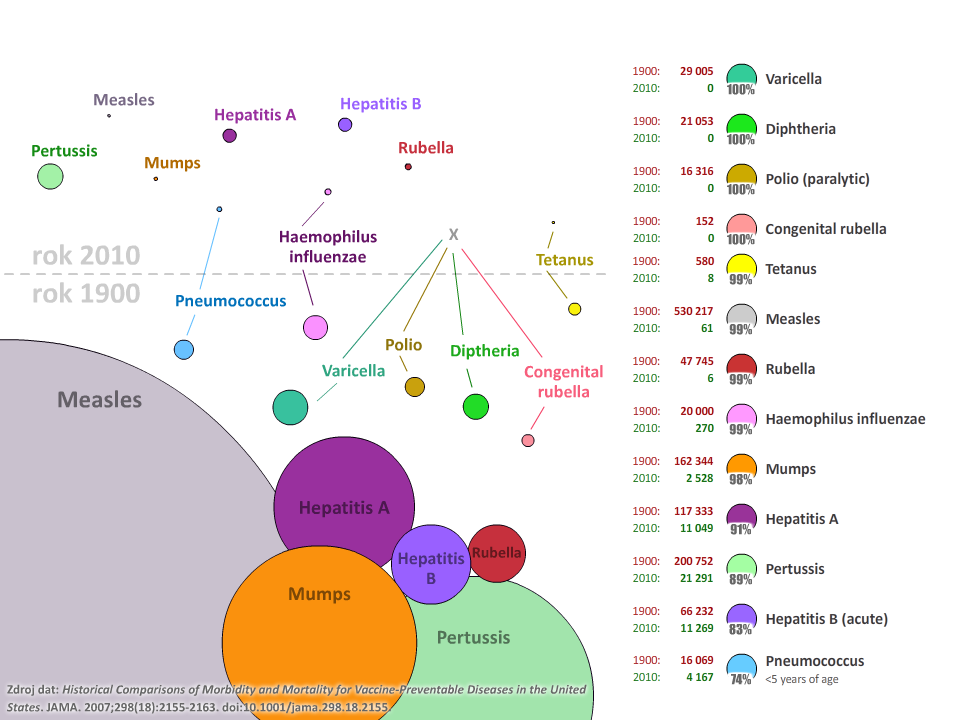 Measles
Hepatitis A
Hepatitis B
Pertussis
Mumps
Rubella
Haemophilus
influenzae
X
Tetanus
rok 2010
rok 1900
Pneumococcus
Polio
Diptheria
Varicella
Congenital
rubella
Measles
Hepatitis A
Hepatitis
B
Rubella
Mumps
Pertussis
Zdroj dat: Historical Comparisons of Morbidity and Mortality for Vaccine-Preventable Diseases in the United
States. JAMA. 2007;298(18):2155-2163. doi:10.1001/jama.298.18.2155.
1900: 29 005
2010: 0
100%
Varicella
1900: 21 053
2010: 0
100%
Diphtheria
1900: 16 316
2010: 0
100%
Polio (paralytic)
1900: 152
2010: 0
100%
Congenital rubella
1900: 580
2010: 8
99%
Tetanus
1900: 530 217
2010: 61
99%
Measles
1900: 47 745
2010: 6
99%
Rubella
1900: 20 000
2010: 270
99%
Haemophilus influenzae
1900: 162 344
2010: 2 528
98%
Mumps
1900: 117 333
2010: 11 049
91%
Hepatitis A
1900: 200 752
2010: 21 291
89%
Pertussis
1900: 66 232
2010: 11 269
83%
Hepatitis B (acute)
1900: 16 069
2010: 4 167
74%
Pneumococcus
<5 years of age